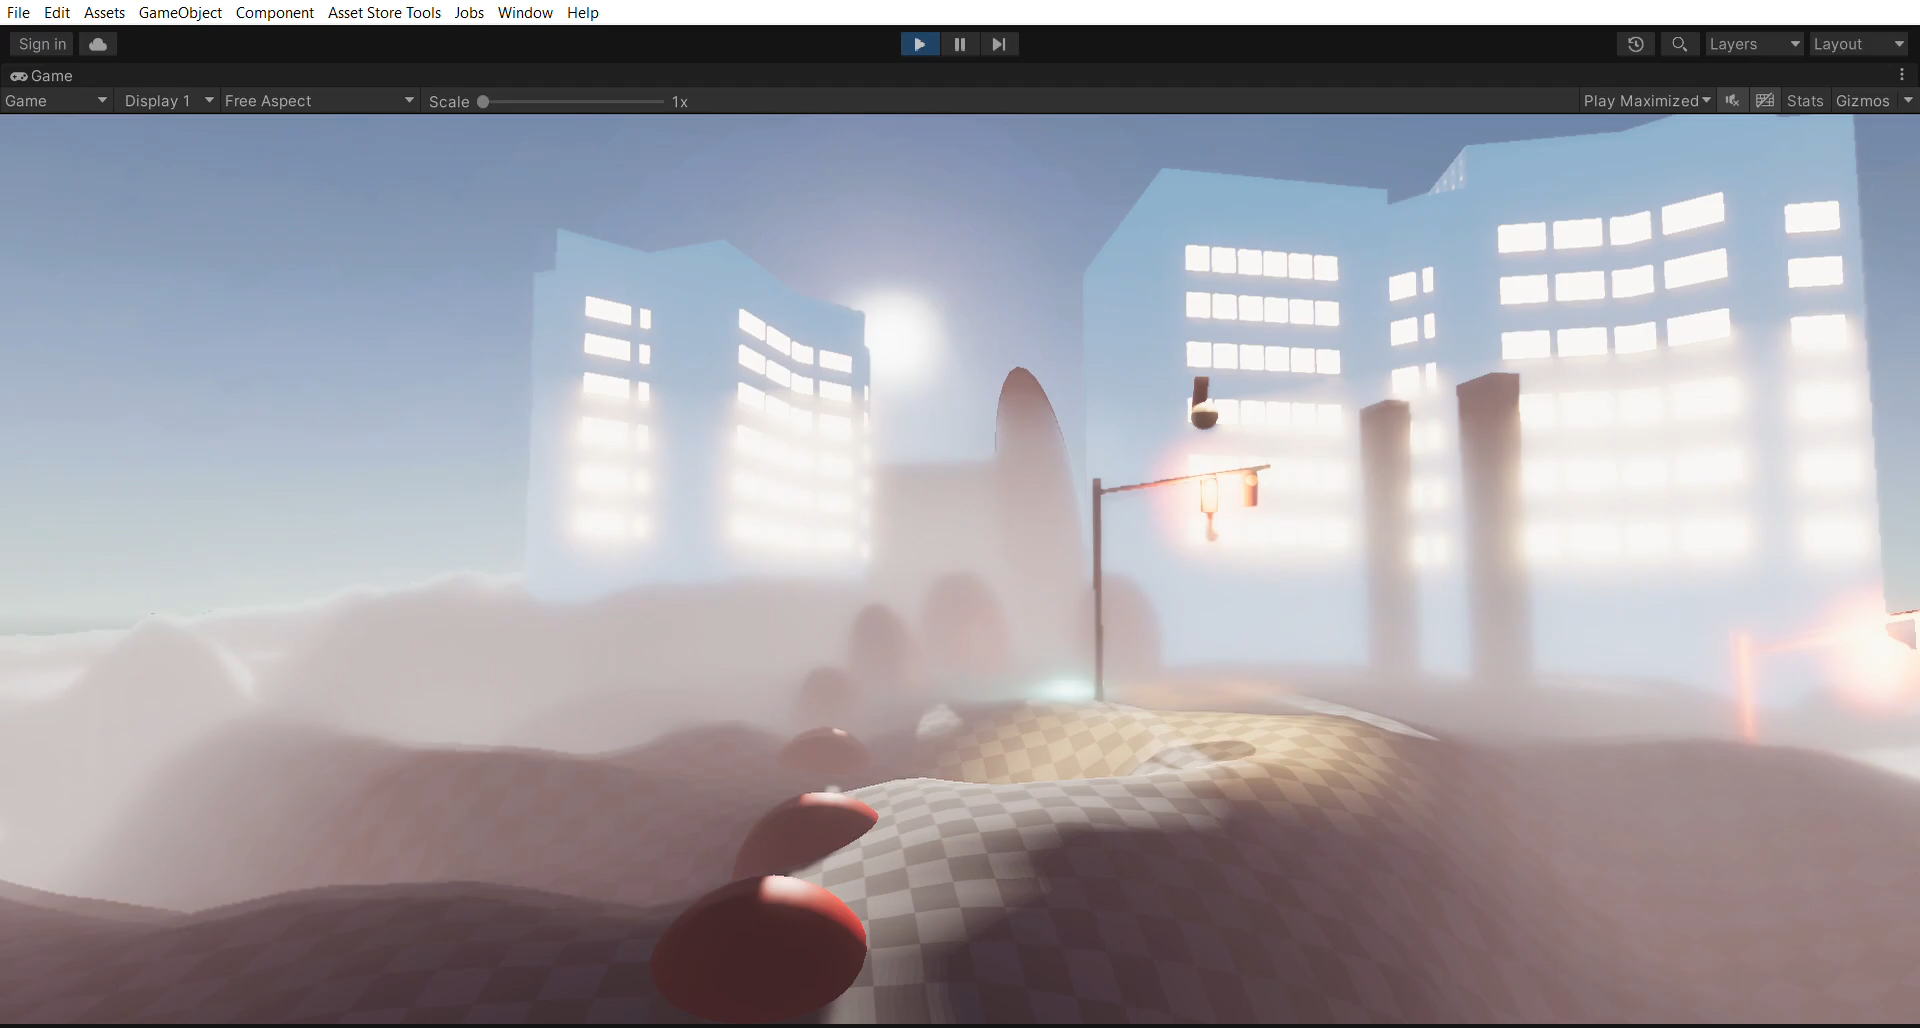 File Edit Assets GameObject Component Asset Store Tools Jobs Window Help
Sign in Layers Layout
Game
Game Display 1 Free Aspect Scale 1x Play Maximized Stats Gizmos